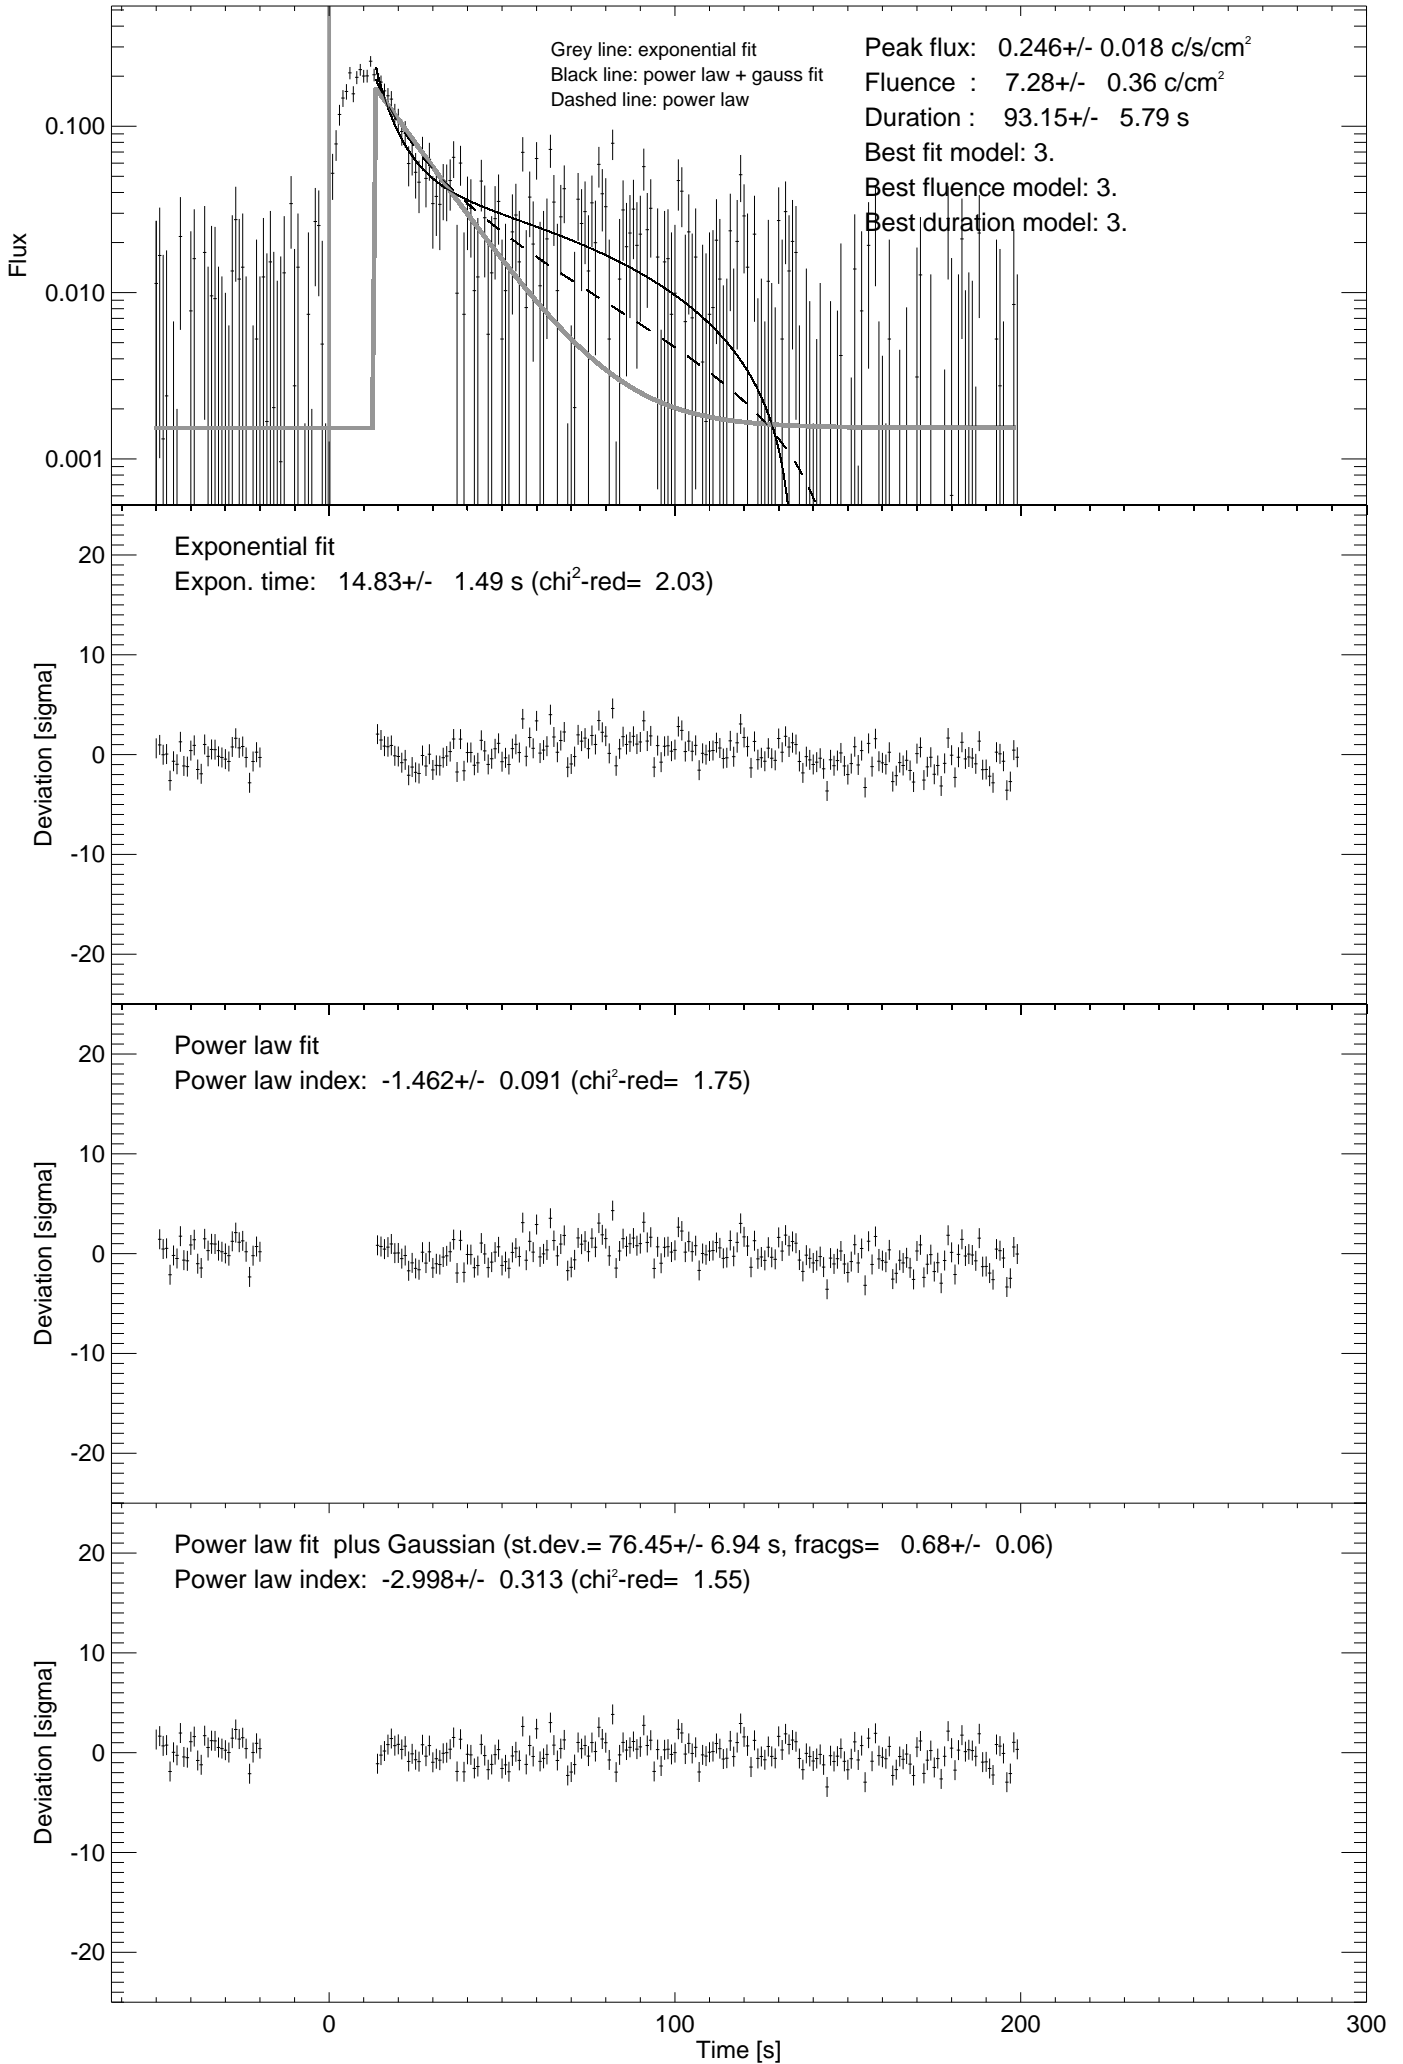 Grey line: exponential fit
Black line: power law + gauss fit
Dashed line: power law
Peak flux: 0.246+/- 0.018 c/s/cm²
Fluence : 7.28+/- 0.36 c/cm²
Duration : 93.15+/- 5.79 s
Best fit model: 3.
Best fluence model: 3.
Best duration model: 3.
Flux
0.100
0.010
0.001
Exponential fit
Expon. time: 14.83+/- 1.49 s (chi²-red= 2.03)
Deviation [sigma]
20
10
0
-10
-20
Power law fit
Power law index: -1.462+/- 0.091 (chi²-red= 1.75)
Deviation [sigma]
20
10
0
-10
-20
Power law fit plus Gaussian (st.dev.= 76.45+/- 6.94 s, fracgs= 0.68+/- 0.06)
Power law index: -2.998+/- 0.313 (chi²-red= 1.55)
Deviation [sigma]
20
10
0
-10
-20
0 100 200 300
Time [s]